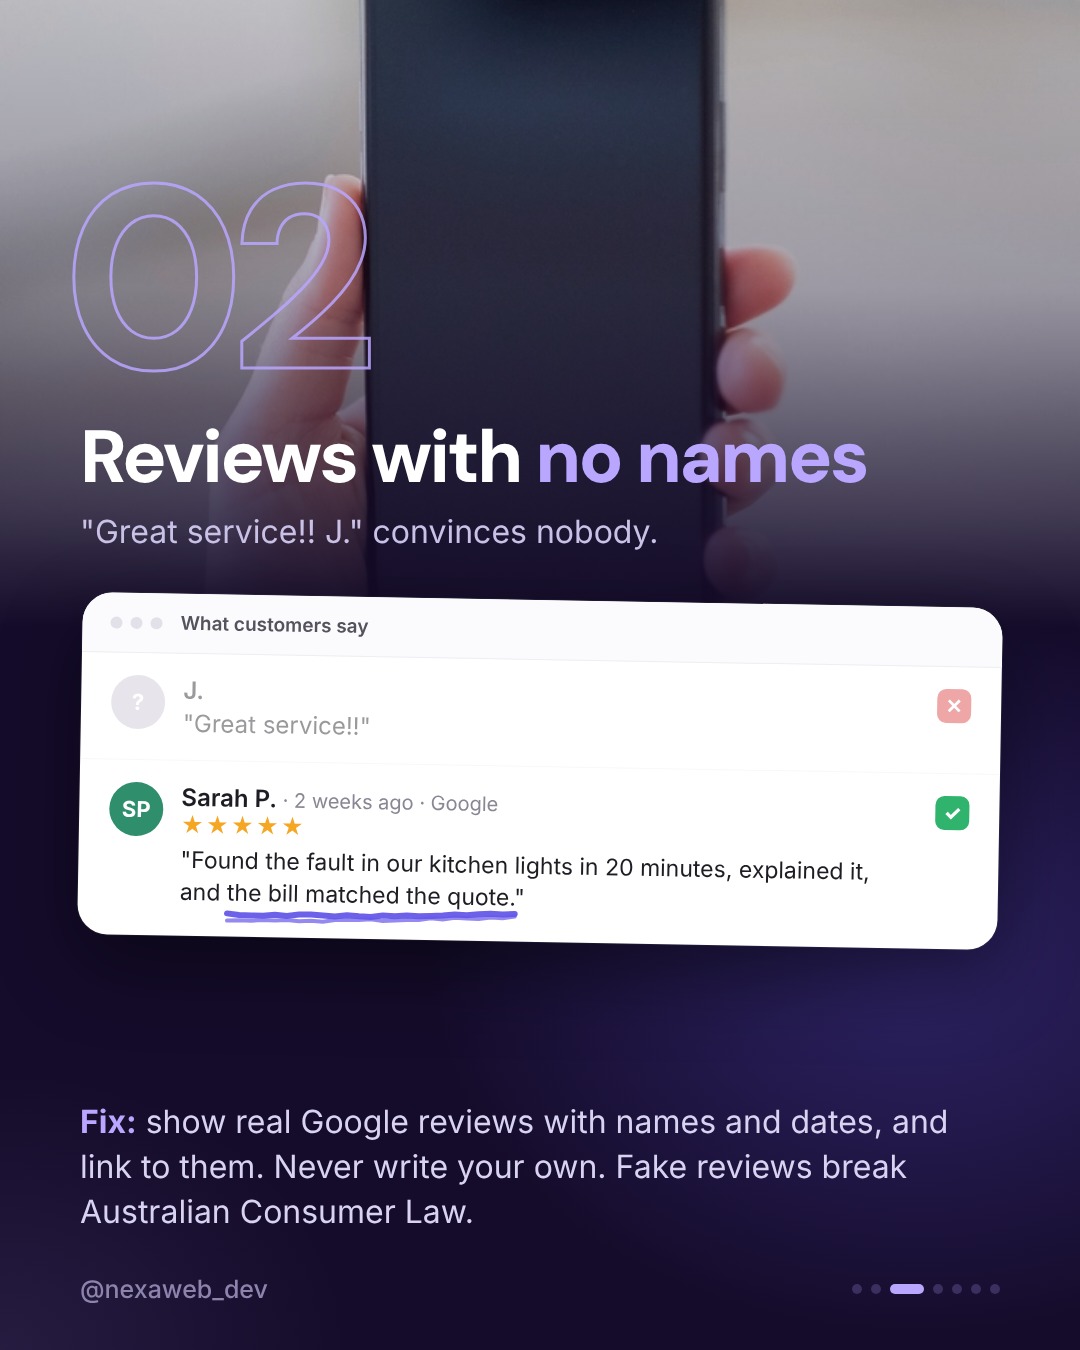 02
Reviews with no names
"Great service!! J." convinces nobody.
What customers say
?
J.
"Great service!!"
SP
Sarah P. · 2 weeks ago · Google
"Found the fault in our kitchen lights in 20 minutes, explained it,
and the bill matched the quote."
Fix: show real Google reviews with names and dates, and
link to them. Never write your own. Fake reviews break
Australian Consumer Law.
@nexaweb_dev